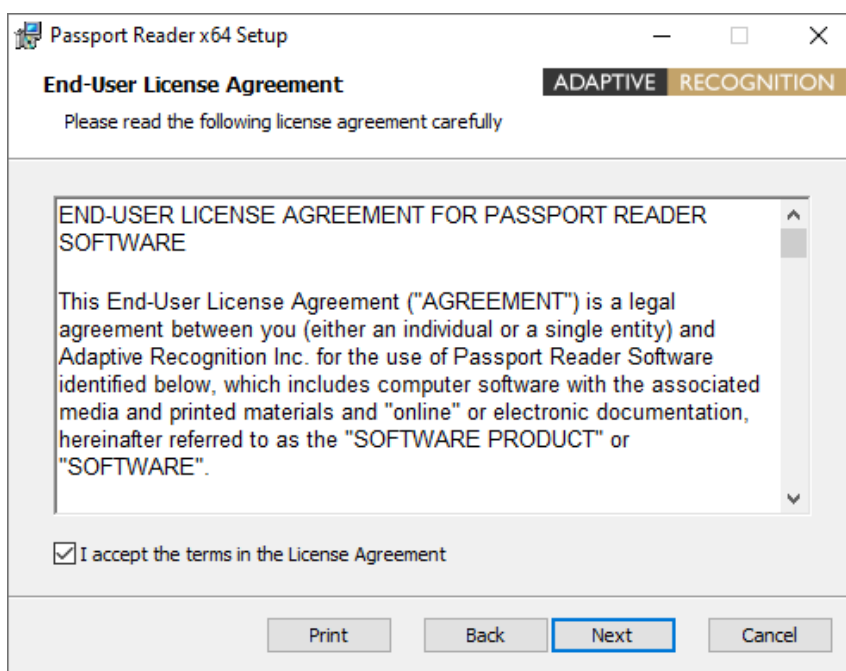 Passport Reader x64 Setup
End-User License Agreement
ADAPTIVE RECOGNITION
Please read the following license agreement carefully
END-USER LICENSE AGREEMENT FOR PASSPORT READER
SOFTWARE
This End-User License Agreement ("AGREEMENT") is a legal
agreement between you (either an individual or a single entity) and
Adaptive Recognition Inc. for the use of Passport Reader Software
identified below, which includes computer software with the associated
media and printed materials and "online" or electronic documentation,
hereinafter referred to as the "SOFTWARE PRODUCT" or
"SOFTWARE".
I accept the terms in the License Agreement
Print Back Next Cancel